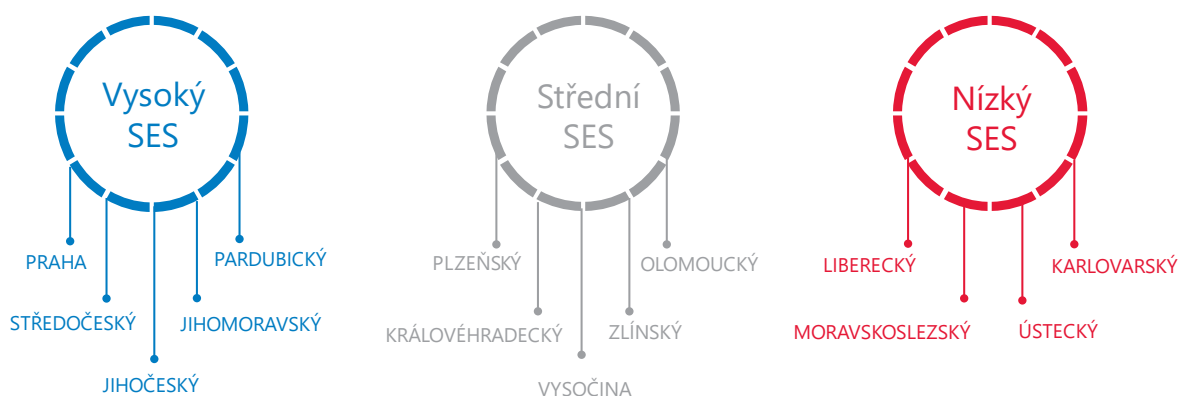 Vysoký
SES
PRAHA
PARDUBICKÝ
STŘEDOČESKÝ
JIHOMORAVSKÝ
JIHOČESKÝ
Střední
SES
PLZEŇSKÝ
OLOMOUCKÝ
KRÁLOVÉHRADECKÝ
ZLÍNSKÝ
VYSOČINA
Nízký
SES
LIBERECKÝ
KARLOVARSKÝ
MORAVSKOSLEZSKÝ
ÚSTECKÝ